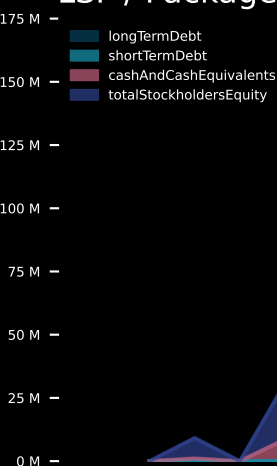 175 M
longTermDebt
shortTermDebt
150 M
cashAndCashEquivalents
totalStockholdersEquity
125 M
100 M
75 M
50 M
25 M
0 M